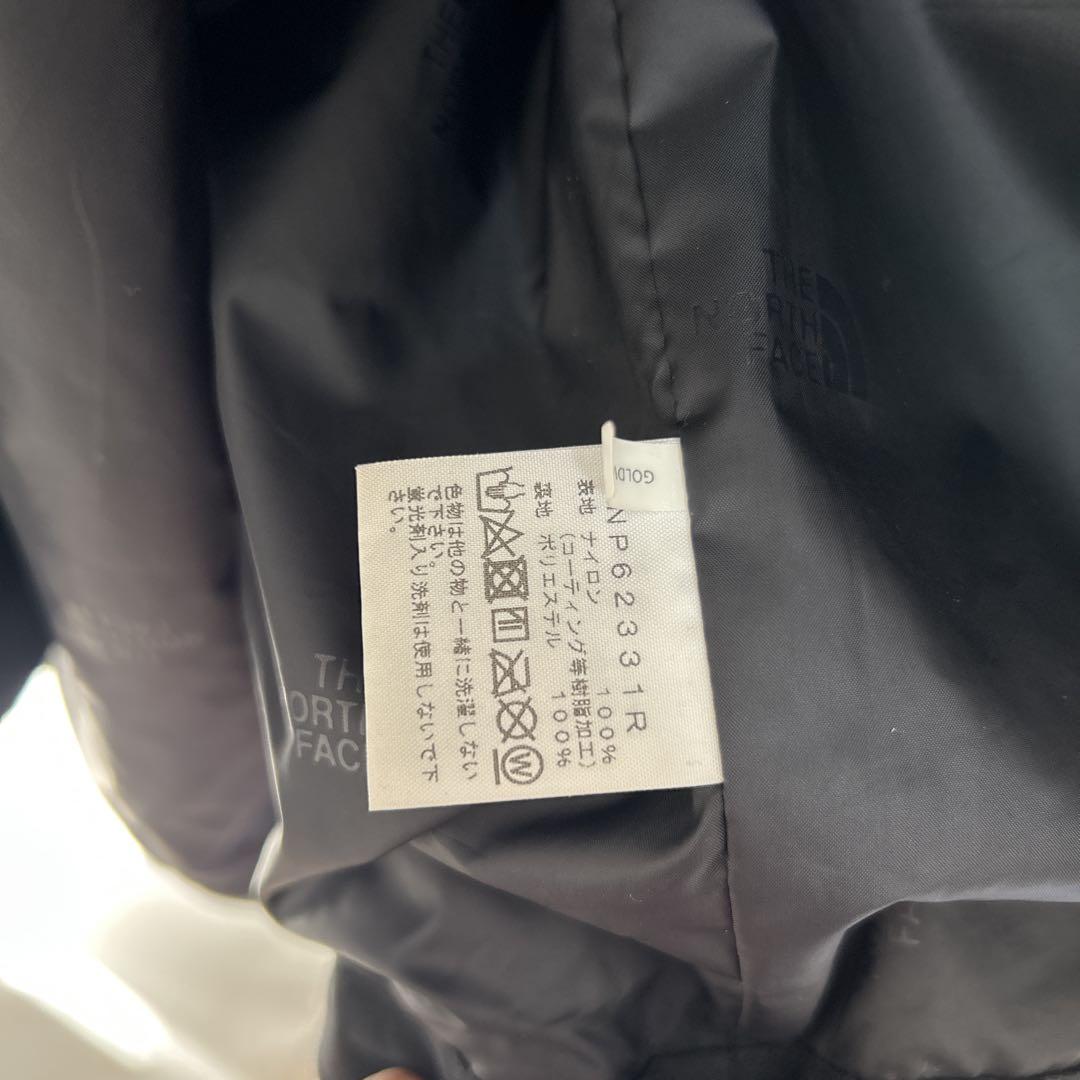 THE
THE
NORTH
FACE
GOLDW
NP62331R
表地 ナイロン 100%
(コーティング等樹脂加工)
裏地 ポリエステル 100%
W
色物は他の物と一緒に洗濯しない
で下さい。
蛍光剤入り洗剤は使用しないで下
さい。
TH
ORTH
FAC